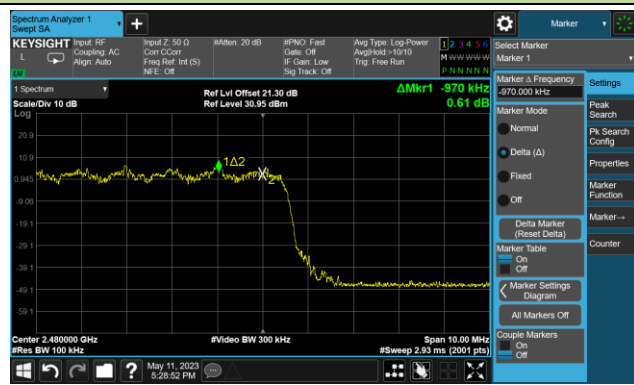 Spectrum Analyzer 1
Swept SA
+
Marker
KEYSIGHT
L
Input: RF
Coupling: AC
Align: Auto
Input Z: 50 Ω
Corr CCorr
Freq Ref: Int (S)
NFE: Off
#Atten: 20 dB
#PNO: Fast
Gate: Off
IF Gain: Low
Sig Track: Off
Avg Type: Log-Power
Avg|Hold:>10/10
Trig: Free Run
1 2 3 4 5 6
M W W W W W
P N N N N N
Select Marker
Marker 1
1 Spectrum
Scale/Div 10 dB
Log
Ref Lvl Offset 21.30 dB
Ref Level 30.95 dBm
ΔMkr1 -970 kHz
0.61 dB
20.9
10.9
0.945
-9.06
-19.1
-29.1
-39.1
-49.1
-59.1
1Δ2
2
Center 2.480000 GHz
#Res BW 100 kHz
#Video BW 300 kHz
Span 10.00 MHz
#Sweep 2.93 ms (2001 pts)
Marker Δ Frequency
-970.000 kHz
Marker Mode
Normal
Delta (Δ)
Fixed
Off
Delta Marker
(Reset Delta)
Marker Table
On
Off
Marker Settings
Diagram
All Markers Off
Couple Markers
On
Off
Settings
Peak
Search
Pk Search
Config
Properties
Marker
Function
Marker→
Counter
?
May 11, 2023
5:28:52 PM